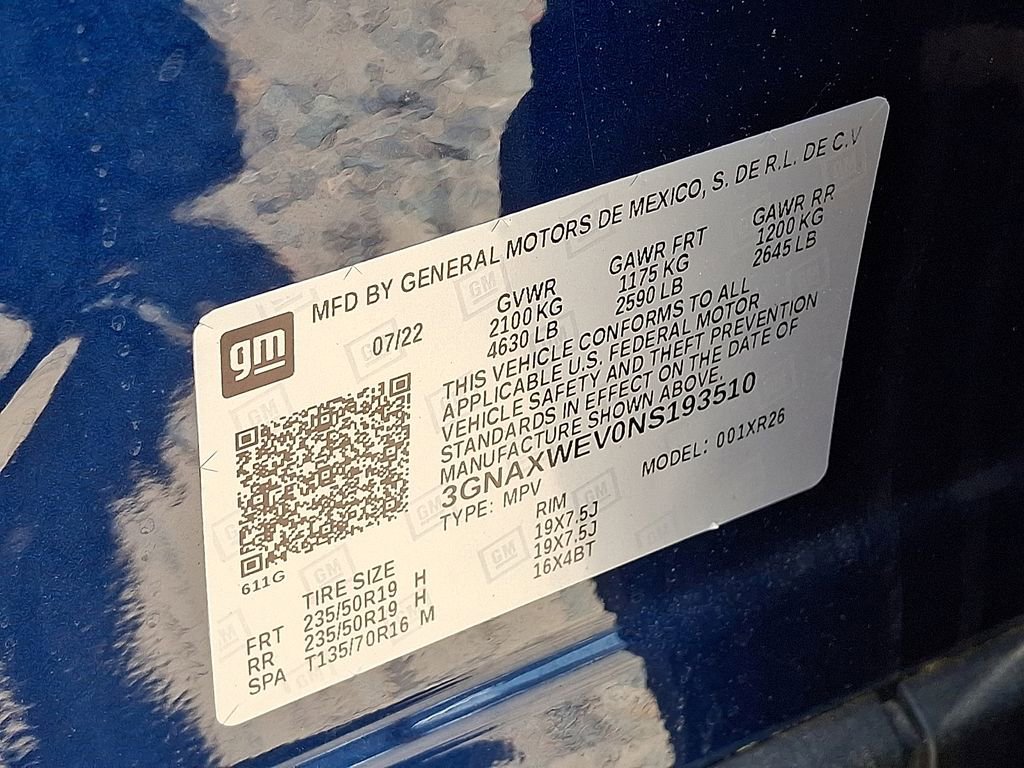 MFD BY GENERAL MOTORS DE MEXICO, S. DE R.L. DE C.V
gm
07/22
GVWR GAWR FRT GAWR RR
2100 KG 1175 KG 1200 KG
4630 LB 2590 LB 2645 LB
THIS VEHICLE CONFORMS TO ALL
APPLICABLE U.S. FEDERAL MOTOR
VEHICLE SAFETY AND THEFT PREVENTION
STANDARDS IN EFFECT ON THE DATE OF
MANUFACTURE SHOWN ABOVE.
3GNAXWEV0NS193510
TYPE: MPV MODEL: 001XR26
611G
TIRE SIZE RIM
FRT 235/50R19 H 19X7.5J
RR 235/50R19 H 19X7.5J
SPA T135/70R16 M 16X4BT